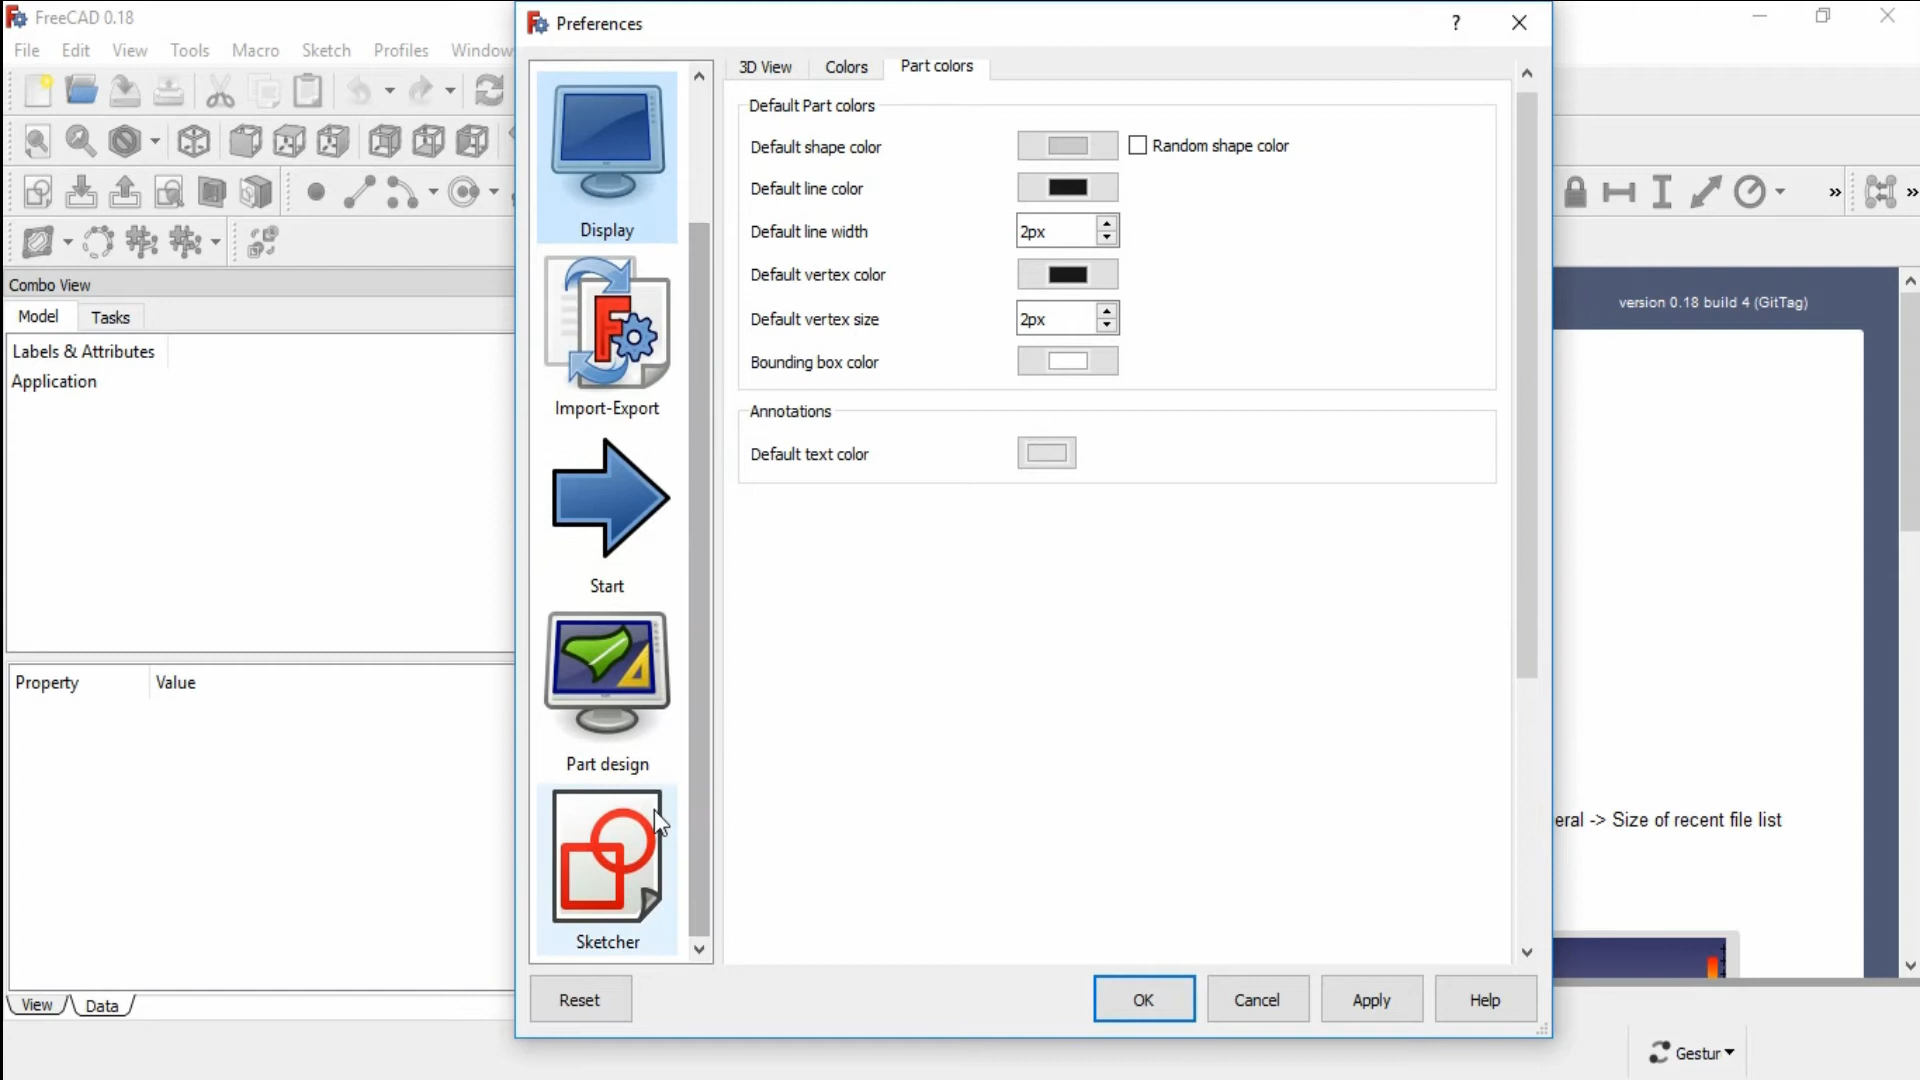 FreeCAD 0.18
File Edit View Tools Macro Sketch Profiles Window
Combo View
Model Tasks
Labels & Attributes
Application
Property Value
View Data
Preferences
?
Display
Import-Export
Start
Part design
Sketcher
3D View Colors Part colors
Default Part colors
Default shape color Random shape color
Default line color
Default line width 2px
Default vertex color
Default vertex size 2px
Bounding box color
Annotations
Default text color
Reset OK Cancel Apply Help
version 0.18 build 4 (GitTag)
eral -> Size of recent file list
Gestur